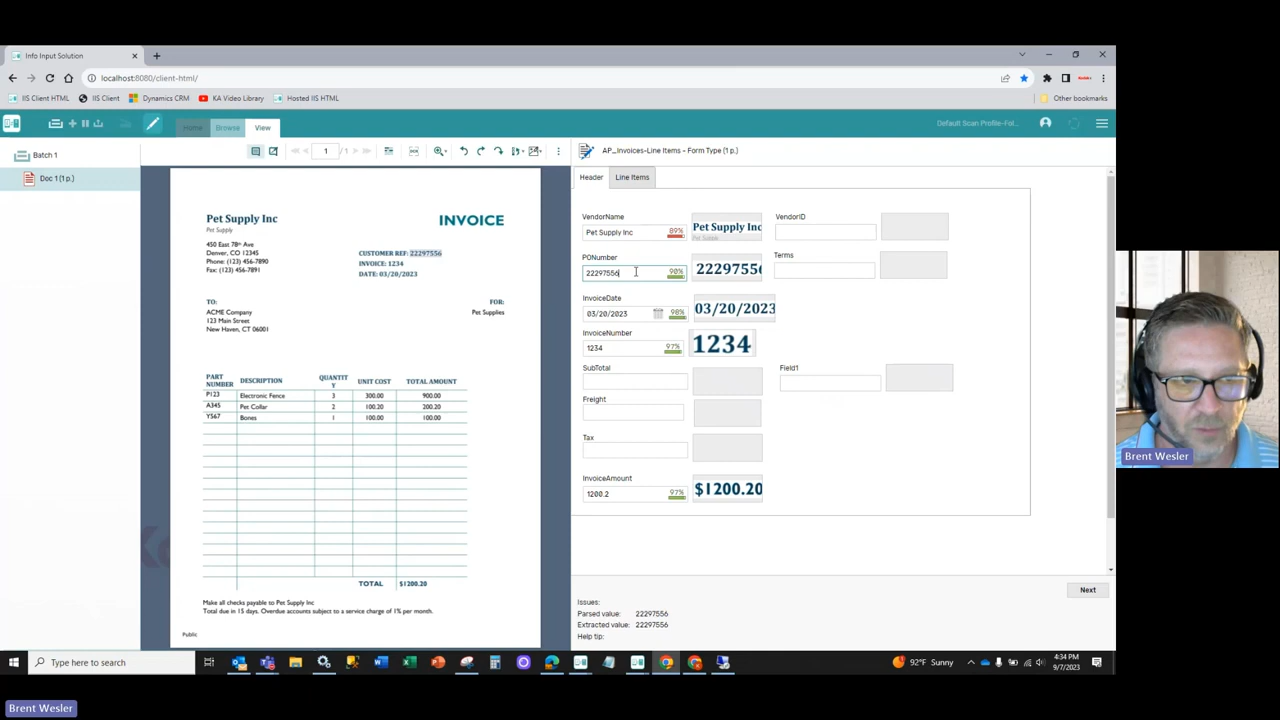 Info Input Solution
localhost:8080/client-html/
IIS Client HTML
IIS Client
Dynamics CRM
KA Video Library
Hosted IIS HTML
Other bookmarks
Home
Browse
View
Default Scan Profile-Fol...
Batch 1
Doc 1 (1 p.)
1
/ 1
AP_Invoices-Line Items - Form Type (1 p.)
Header
Line Items
Pet Supply Inc
INVOICE
Pet Supply
450 East 78th Ave
Denver, CO 12345
Phone: (123) 456-7890
Fax: (123) 456-7891
CUSTOMER REF: 22297556
INVOICE: 1234
DATE: 03/20/2023
TO:
FOR:
ACME Company
Pet Supplies
123 Main Street
New Haven, CT 06001
PART NUMBER DESCRIPTION QUANTITY UNIT COST TOTAL AMOUNT
P123 Electronic Fence 3 300.00 900.00
A345 Pet Collar 2 100.20 200.20
Y567 Bones 1 100.00 100.00
TOTAL $1200.20
Make all checks payable to Pet Supply Inc
Total due in 15 days. Overdue accounts subject to a service charge of 1% per month.
Public
VendorName
Pet Supply Inc 89% Pet Supply Inc
Pet Supply
VendorID
PONumber
22297556 90% 22297556
Terms
InvoiceDate
03/20/2023 98% 03/20/2023
InvoiceNumber
1234 97% 1234
SubTotal
Field1
Freight
Tax
InvoiceAmount
1200.2 97% $1200.20
Next
Issues:
Parsed value: 22297556
Extracted value: 22297556
Help tip:
Brent Wesler
Type here to search
92°F Sunny
4:34 PM
9/7/2023
Brent Wesler